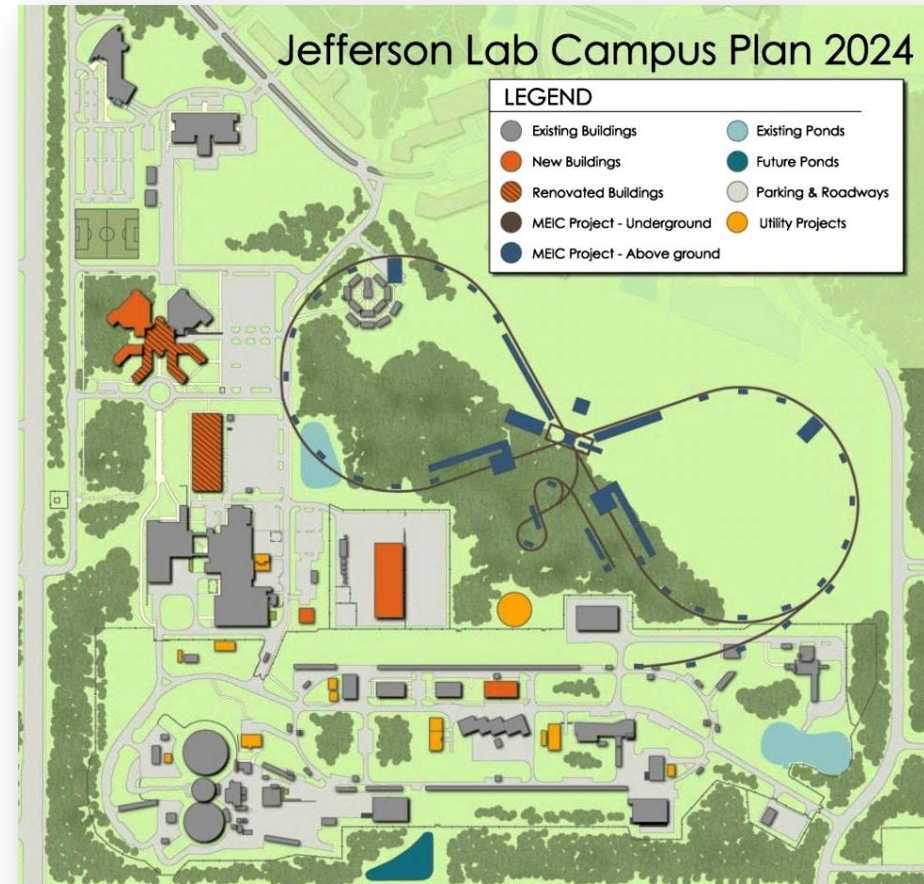 Jefferson Lab Campus Plan 2024
LEGEND
Existing Buildings
New Buildings
Renovated Buildings
MEIC Project - Underground
MEIC Project - Above ground
Existing Ponds
Future Ponds
Parking & Roadways
Utility Projects